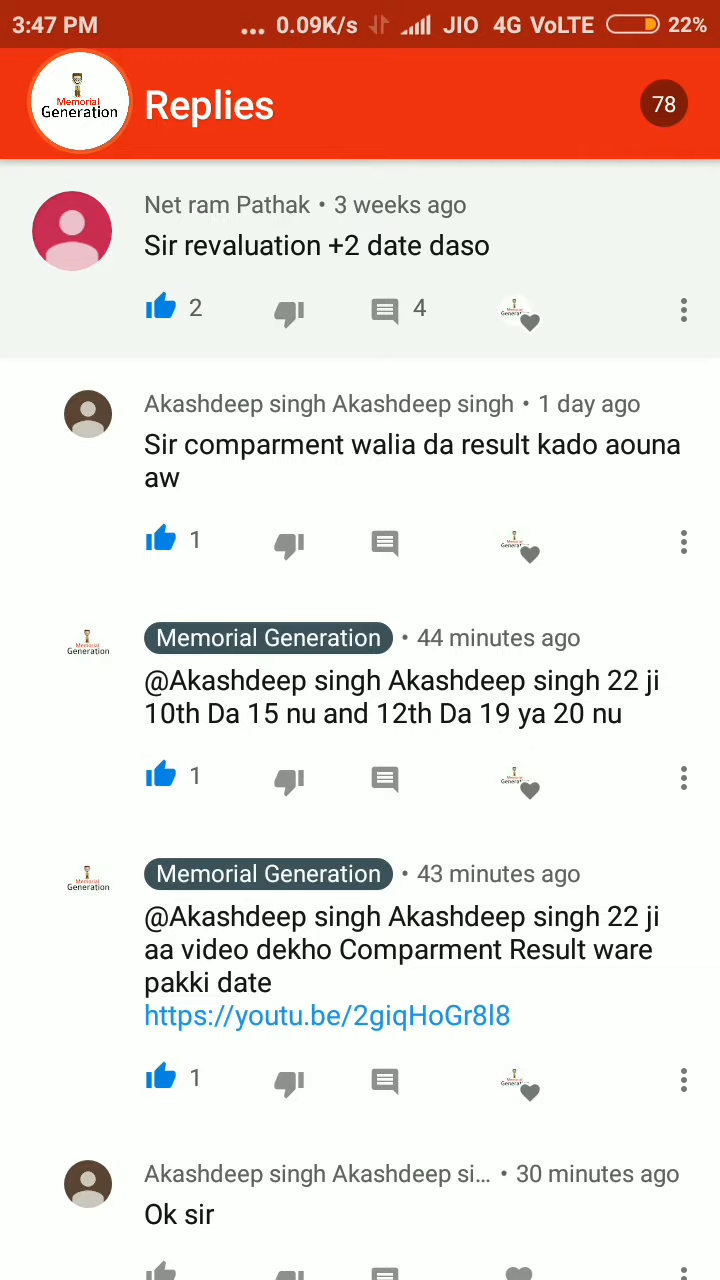 3:47 PM ... 0.09K/s JIO 4G VoLTE 22%
Memorial
Generation
Replies
78
Net ram Pathak • 3 weeks ago
Sir revaluation +2 date daso
2 4
Akashdeep singh Akashdeep singh • 1 day ago
Sir comparment walia da result kado aouna
aw
1
Memorial
Generation
Memorial Generation • 44 minutes ago
@Akashdeep singh Akashdeep singh 22 ji
10th Da 15 nu and 12th Da 19 ya 20 nu
1
Memorial
Generation
Memorial Generation • 43 minutes ago
@Akashdeep singh Akashdeep singh 22 ji
aa video dekho Comparment Result ware
pakki date
https://youtu.be/2giqHoGr8l8
1
Akashdeep singh Akashdeep si... • 30 minutes ago
Ok sir